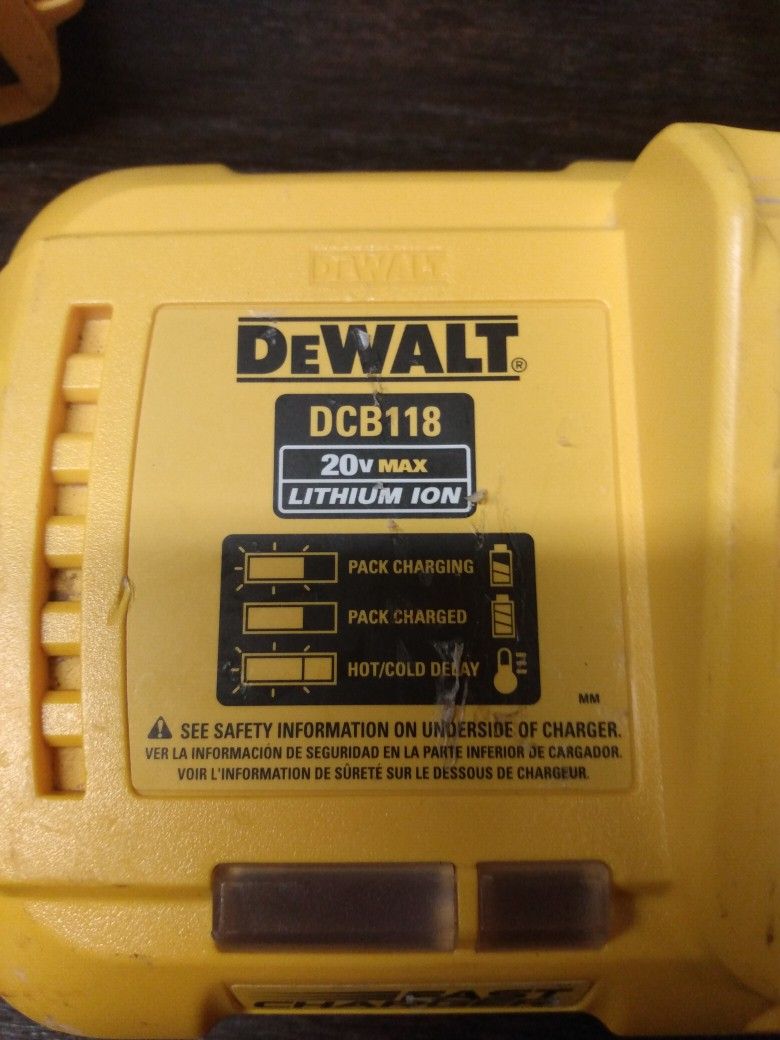 DEWALT
DEWALT®
DCB118
20V MAX
LITHIUM ION
PACK CHARGING
PACK CHARGED
HOT/COLD DELAY
MM
SEE SAFETY INFORMATION ON UNDERSIDE OF CHARGER.
VER LA INFORMACIÓN DE SEGURIDAD EN LA PARTE INFERIOR DE CARGADOR.
VOIR L'INFORMATION DE SÛRETÉ SUR LE DESSOUS DE CHARGEUR.
FAST